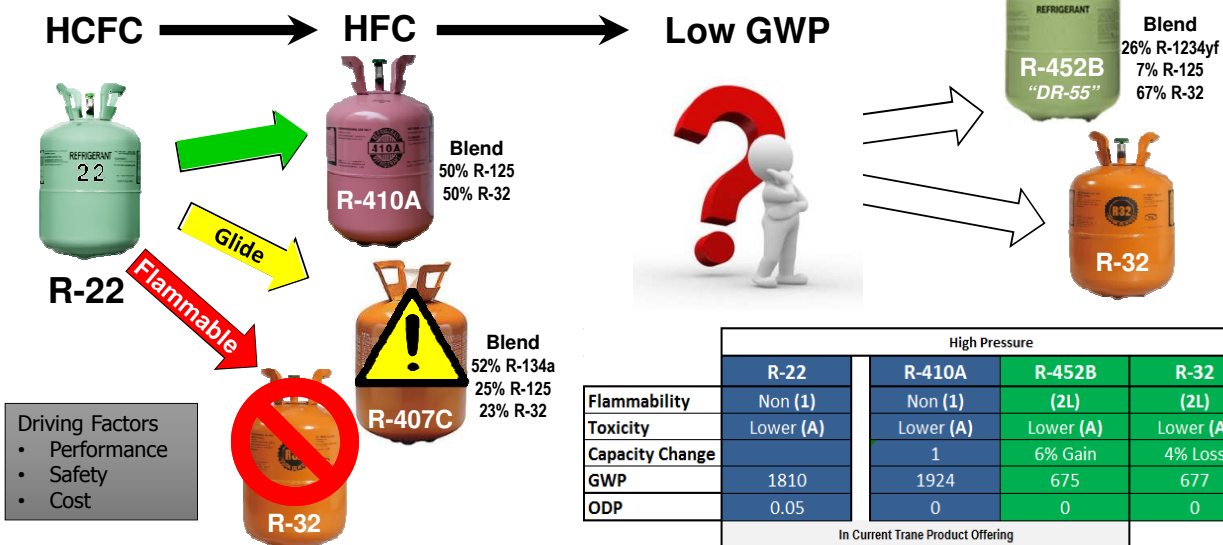 HCFC
HFC
Low GWP
REFRIGERANT
R-452B
"DR-55"
Blend
26% R-1234yf
7% R-125
67% R-32
REFRIGERANT
22
R-22
410A
R-410A
Blend
50% R-125
50% R-32
Glide
Flammable
R-407C
Blend
52% R-134a
25% R-125
23% R-32
R-32
R32
R-32
Driving Factors
• Performance
• Safety
• Cost
High Pressure
R-22 R-410A R-452B R-32
Flammability Non (1) Non (1) (2L) (2L)
Toxicity Lower (A) Lower (A) Lower (A) Lower (A
Capacity Change 1 6% Gain 4% Loss
GWP 1810 1924 675 677
ODP 0.05 0 0 0
In Current Trane Product Offering